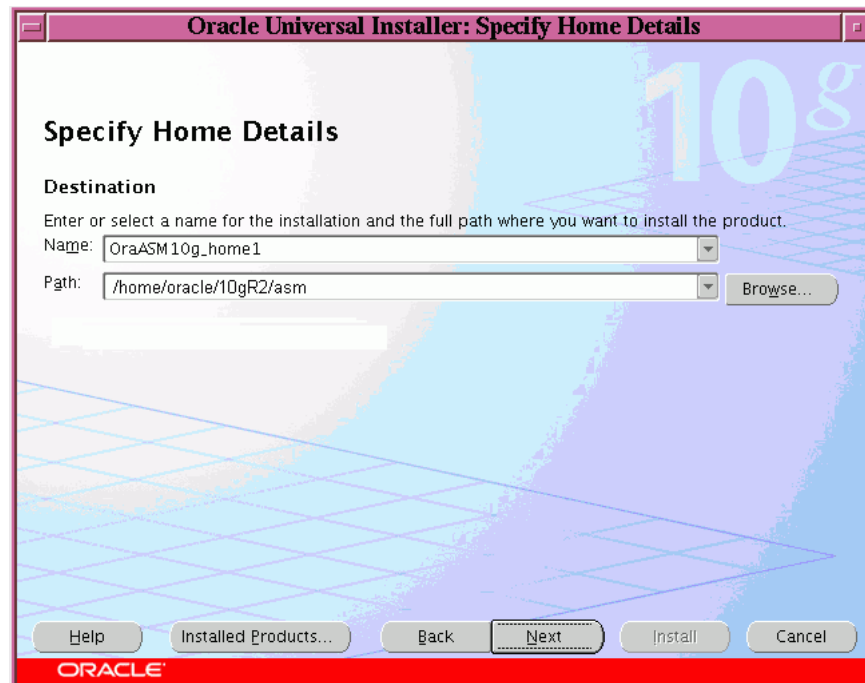 Oracle Universal Installer: Specify Home Details
10g
Specify Home Details
Destination
Enter or select a name for the installation and the full path where you want to install the product.
Name: OraASM10g_home1
Path: /home/oracle/10gR2/asm Browse...
Help Installed Products... Back Next Install Cancel
ORACLE